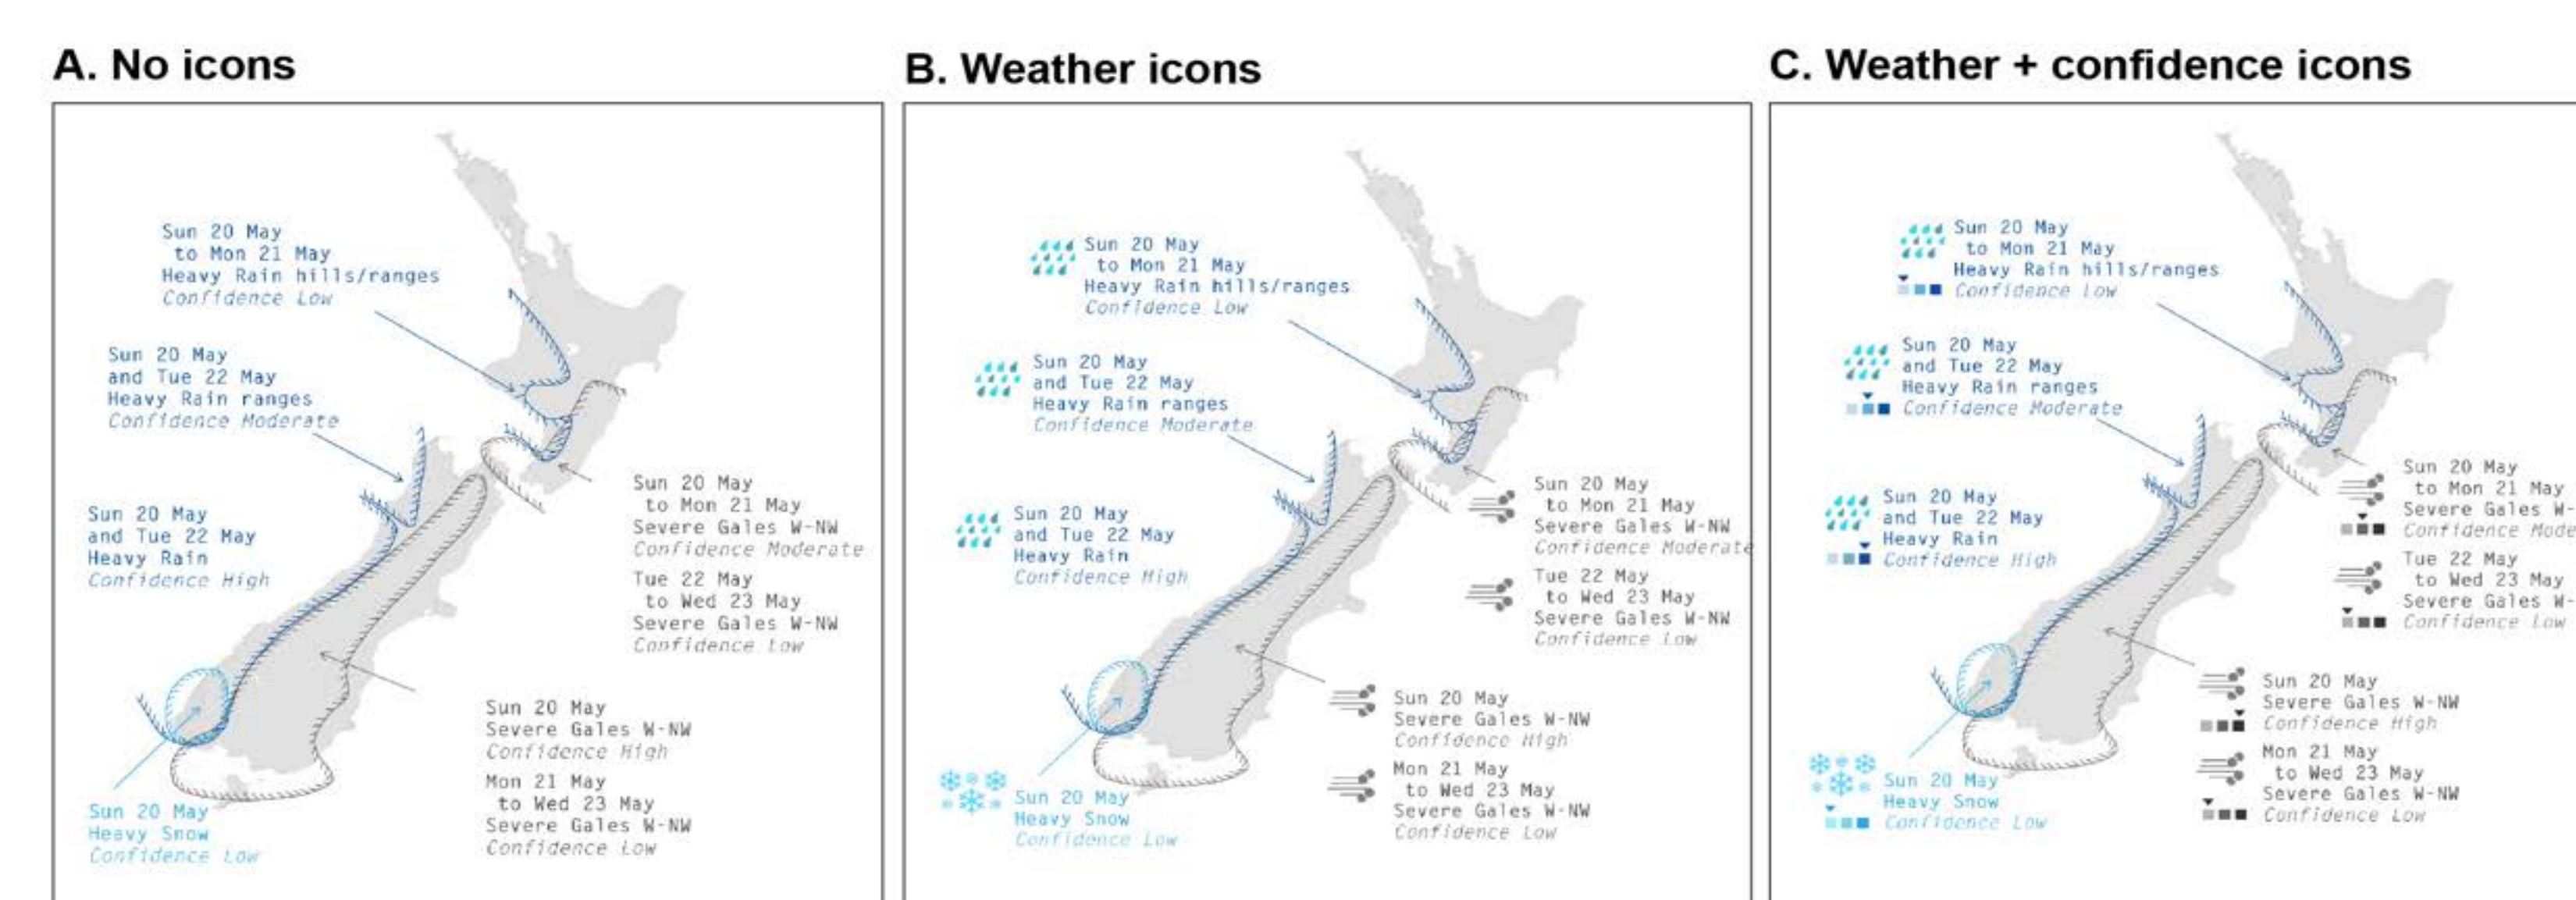 A. No icons
Sun 20 May
to Mon 21 May
Heavy Rain hills/ranges
Confidence Low
Sun 20 May
and Tue 22 May
Heavy Rain ranges
Confidence Moderate
Sun 20 May
and Tue 22 May
Heavy Rain
Confidence High
Sun 20 May
to Mon 21 May
Severe Gales W-NW
Confidence Moderate
Tue 22 May
to Wed 23 May
Severe Gales W-NW
Confidence Low
Sun 20 May
Severe Gales W-NW
Confidence High
Mon 21 May
to Wed 23 May
Severe Gales W-NW
Confidence Low
Sun 20 May
Heavy Snow
Confidence Low
B. Weather icons
Sun 20 May
to Mon 21 May
Heavy Rain hills/ranges
Confidence Low
Sun 20 May
and Tue 22 May
Heavy Rain ranges
Confidence Moderate
Sun 20 May
and Tue 22 May
Heavy Rain
Confidence High
Sun 20 May
to Mon 21 May
Severe Gales W-NW
Confidence Moderate
Tue 22 May
to Wed 23 May
Severe Gales W-NW
Confidence Low
Sun 20 May
Severe Gales W-NW
Confidence High
Mon 21 May
to Wed 23 May
Severe Gales W-NW
Confidence Low
Sun 20 May
Heavy Snow
Confidence Low
C. Weather + confidence icons
Sun 20 May
to Mon 21 May
Heavy Rain hills/ranges
Confidence Low
Sun 20 May
and Tue 22 May
Heavy Rain ranges
Confidence Moderate
Sun 20 May
and Tue 22 May
Heavy Rain
Confidence High
Sun 20 May
to Mon 21 May
Severe Gales W-
Confidence Mode
Tue 22 May
to Wed 23 May
Severe Gales W-
Confidence Low
Sun 20 May
Severe Gales W-NW
Confidence High
Mon 21 May
to Wed 23 May
Severe Gales W-NW
Confidence Low
Sun 20 May
Heavy Snow
Confidence Low